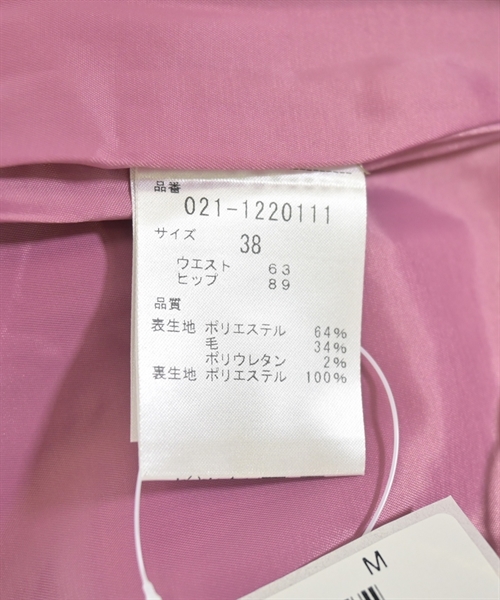 品番
021-1220111
サイズ
38
ウエスト 63
ヒップ 89
品質
表生地 ポリエステル 64%
毛 34%
ポリウレタン 2%
裏生地 ポリエステル 100%
M